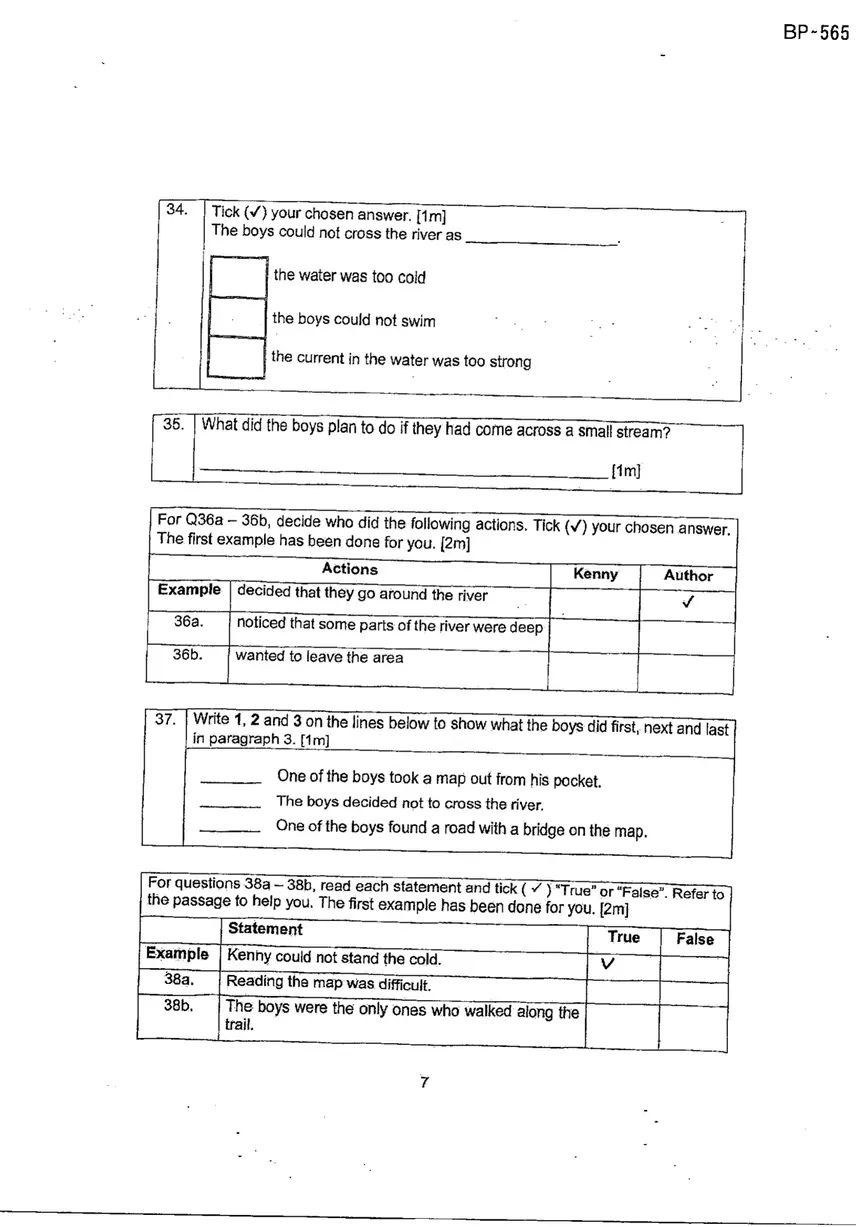 BP-565
34. Tick (✓) your chosen answer. [1m]
The boys could not cross the river as ____________________.
the water was too cold
the boys could not swim
the current in the water was too strong
35. What did the boys plan to do if they had come across a small stream?
____________________ [1m]
For Q36a – 36b, decide who did the following actions. Tick (✓) your chosen answer.
The first example has been done for you. [2m]
Actions Kenny Author
Example decided that they go around the river ✓
36a. noticed that some parts of the river were deep
36b. wanted to leave the area
37. Write 1, 2 and 3 on the lines below to show what the boys did first, next and last
in paragraph 3. [1m]
________ One of the boys took a map out from his pocket.
________ The boys decided not to cross the river.
________ One of the boys found a road with a bridge on the map.
For questions 38a – 38b, read each statement and tick ( ✓ ) "True" or "False". Refer to
the passage to help you. The first example has been done for you. [2m]
Statement True False
Example Kenny could not stand the cold. ✓
38a. Reading the map was difficult.
38b. The boys were the only ones who walked along the
trail.
7